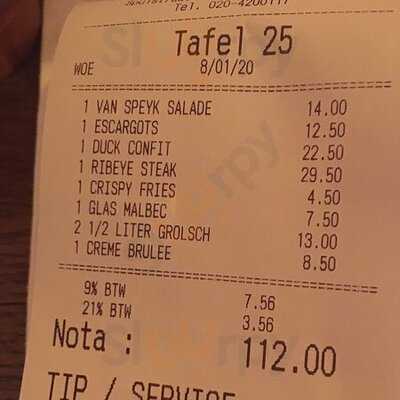 Tel. 020-4200117
Tafel 25
WOE 8/01/20
1 VAN SPEYK SALADE 14.00
1 ESCARGOTS 12.50
1 DUCK CONFIT 22.50
1 RIBEYE STEAK 29.50
1 CRISPY FRIES 4.50
1 GLAS MALBEC 7.50
2 1/2 LITER GROLSCH 13.00
1 CREME BRULEE 8.50
9% BTW 7.56
21% BTW 3.56
Nota : 112.00
TIP / SERVICE